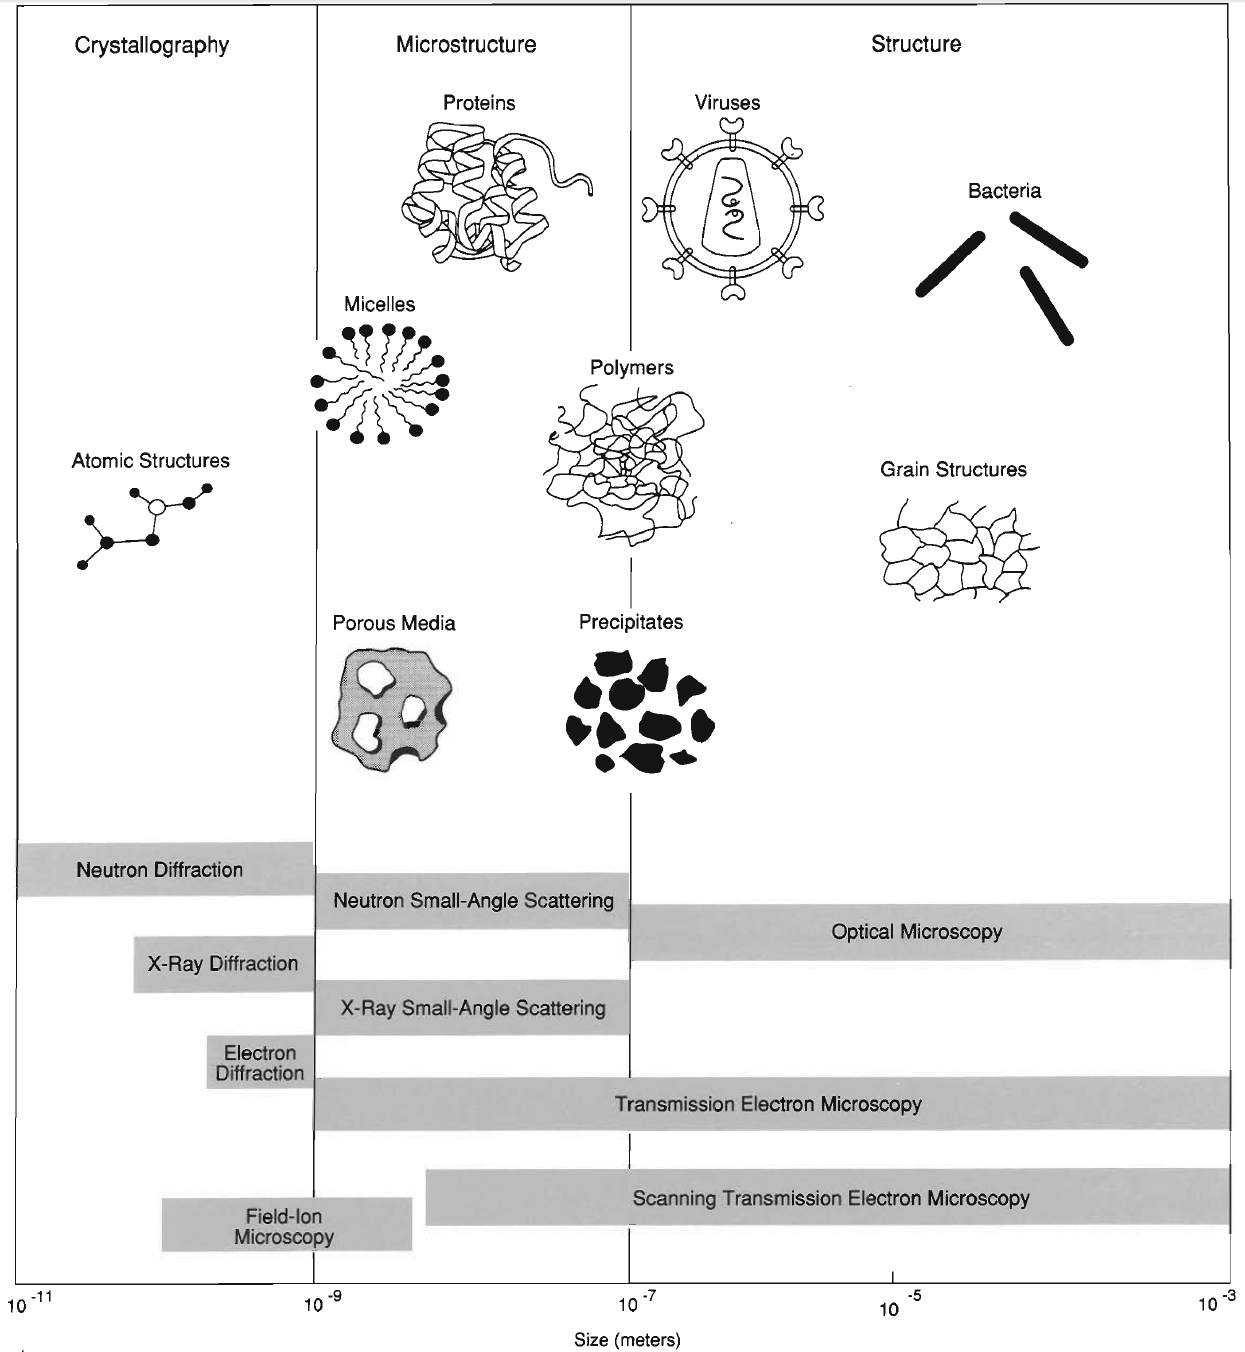 Crystallography
Microstructure
Structure
Proteins
Viruses
Bacteria
Micelles
Polymers
Atomic Structures
Grain Structures
Porous Media
Precipitates
Neutron Diffraction
Neutron Small-Angle Scattering
Optical Microscopy
X-Ray Diffraction
X-Ray Small-Angle Scattering
Electron
Diffraction
Transmission Electron Microscopy
Scanning Transmission Electron Microscopy
Field-Ion
Microscopy
10 -11
10 -9
10 -7
10 -5
10 -3
Size (meters)